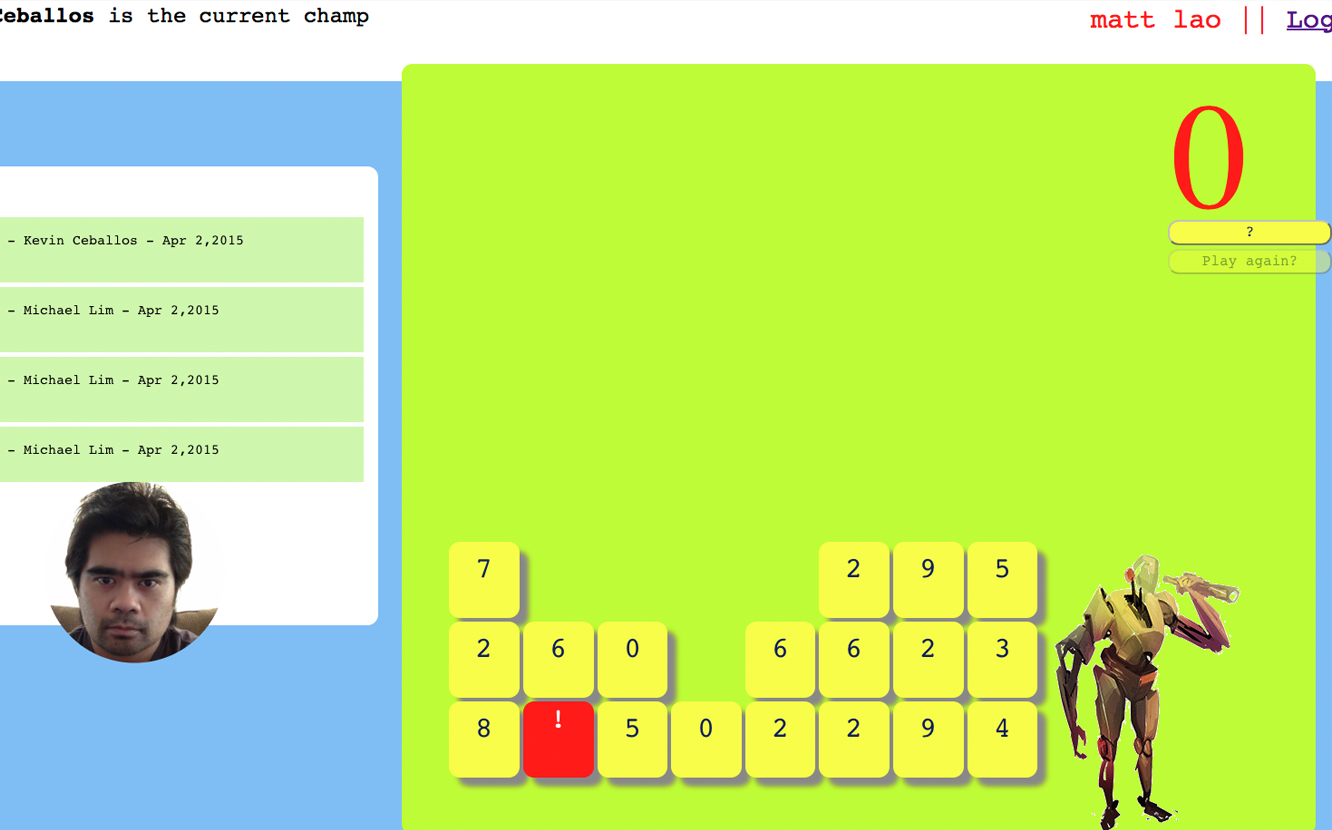 Ceballos is the current champ
matt lao || Log
0
?
Play again?
- Kevin Ceballos - Apr 2,2015
- Michael Lim - Apr 2,2015
- Michael Lim - Apr 2,2015
- Michael Lim - Apr 2,2015
7 2 9 5
2 6 0 6 6 2 3
8 ! 5 0 2 2 9 4